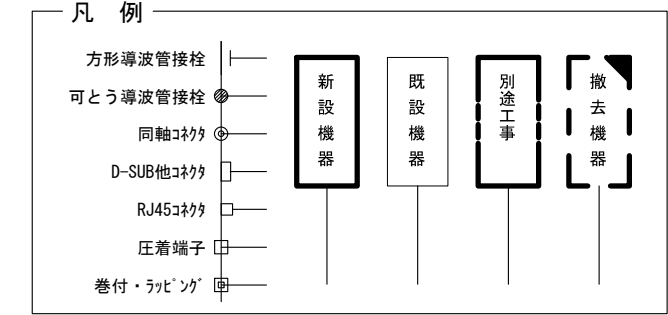 凡 例
方形導波管接栓
可とう導波管接栓
同軸ｺﾈｸﾀ
D-SUB他ｺﾈｸﾀ
RJ45ｺﾈｸﾀ
圧着端子
巻付・ﾗｯﾋﾟﾝｸﾞ
新設機器
既設機器
別途工事
撤去機器